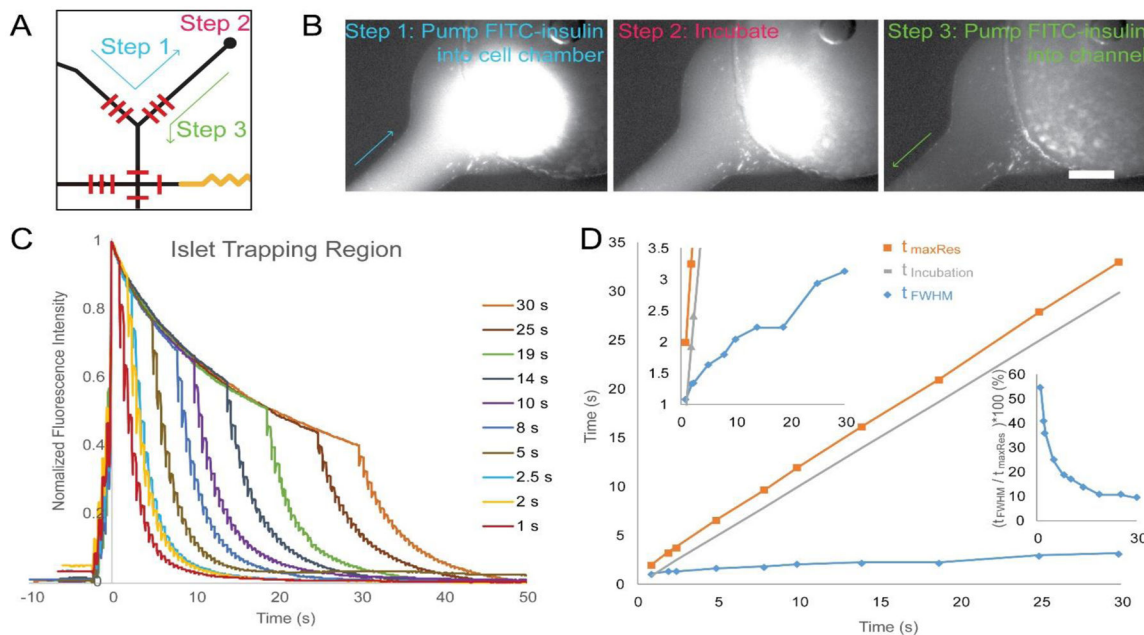 A
Step 1
Step 2
Step 3
B
Step 1: Pump FITC-insulin
into cell chamber
Step 2: Incubate
Step 3: Pump FITC-insulin
into channel
C
Islet Trapping Region
Nomalized Fluorescence Intensity
1
0.8
0.6
0.4
0.2
0
-10
0
10
20
30
40
50
Time (s)
30 s
25 s
19 s
14 s
10 s
8 s
5 s
2.5 s
2 s
1 s
D
Time (s)
35
30
25
20
15
10
5
0
0
5
10
15
20
25
30
Time (s)
3.5
3
2.5
2
1.5
1
0
10
20
30
t maxRes
t Incubation
t FWHM
(t FWHM / t maxRes )*100 (%)
60
50
40
30
20
10
0
0
30